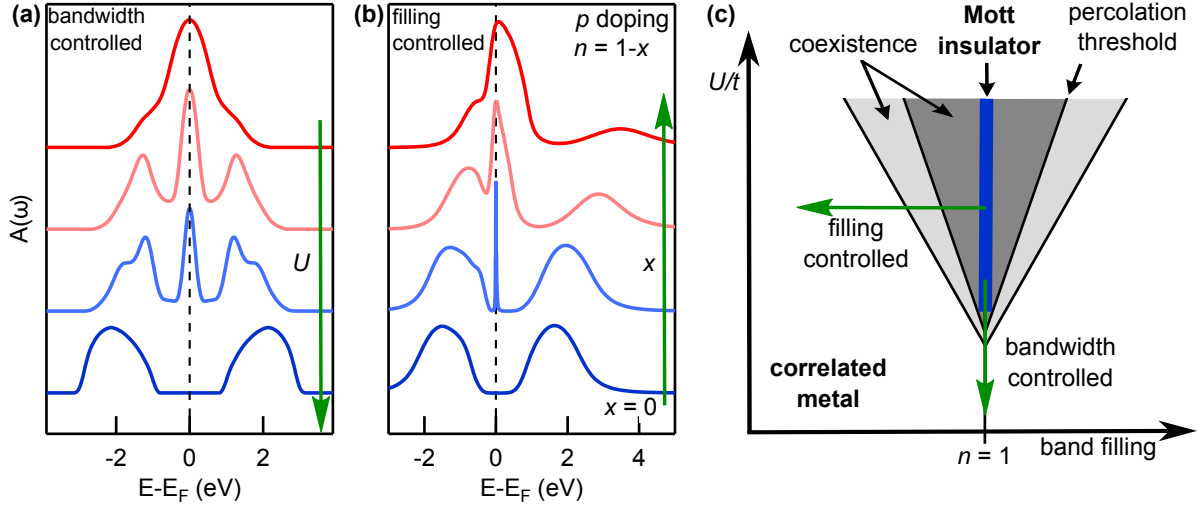 (a)
bandwidth
controlled
A(ω)
U
-2
0
2
E-E_F (eV)
(b)
filling
controlled
p doping
n = 1-x
x
x = 0
-2
0
2
4
E-E_F (eV)
(c)
U/t
coexistence
Mott
insulator
percolation
threshold
filling
controlled
bandwidth
controlled
correlated
metal
n = 1
band filling